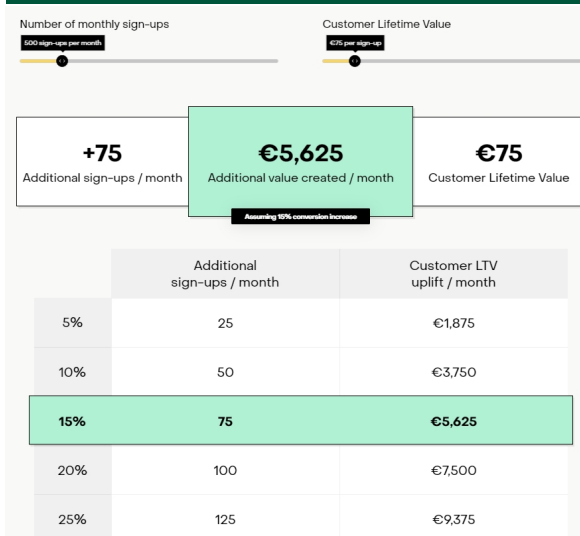 Number of monthly sign-ups
500 sign-ups per month
Customer Lifetime Value
€75 per sign-up
+75
Additional sign-ups / month
€5,625
Additional value created / month
€75
Customer Lifetime Value
Assuming 15% conversion increase
Additional
sign-ups / month
Customer LTV
uplift / month
5% 25 €1,875
10% 50 €3,750
15% 75 €5,625
20% 100 €7,500
25% 125 €9,375